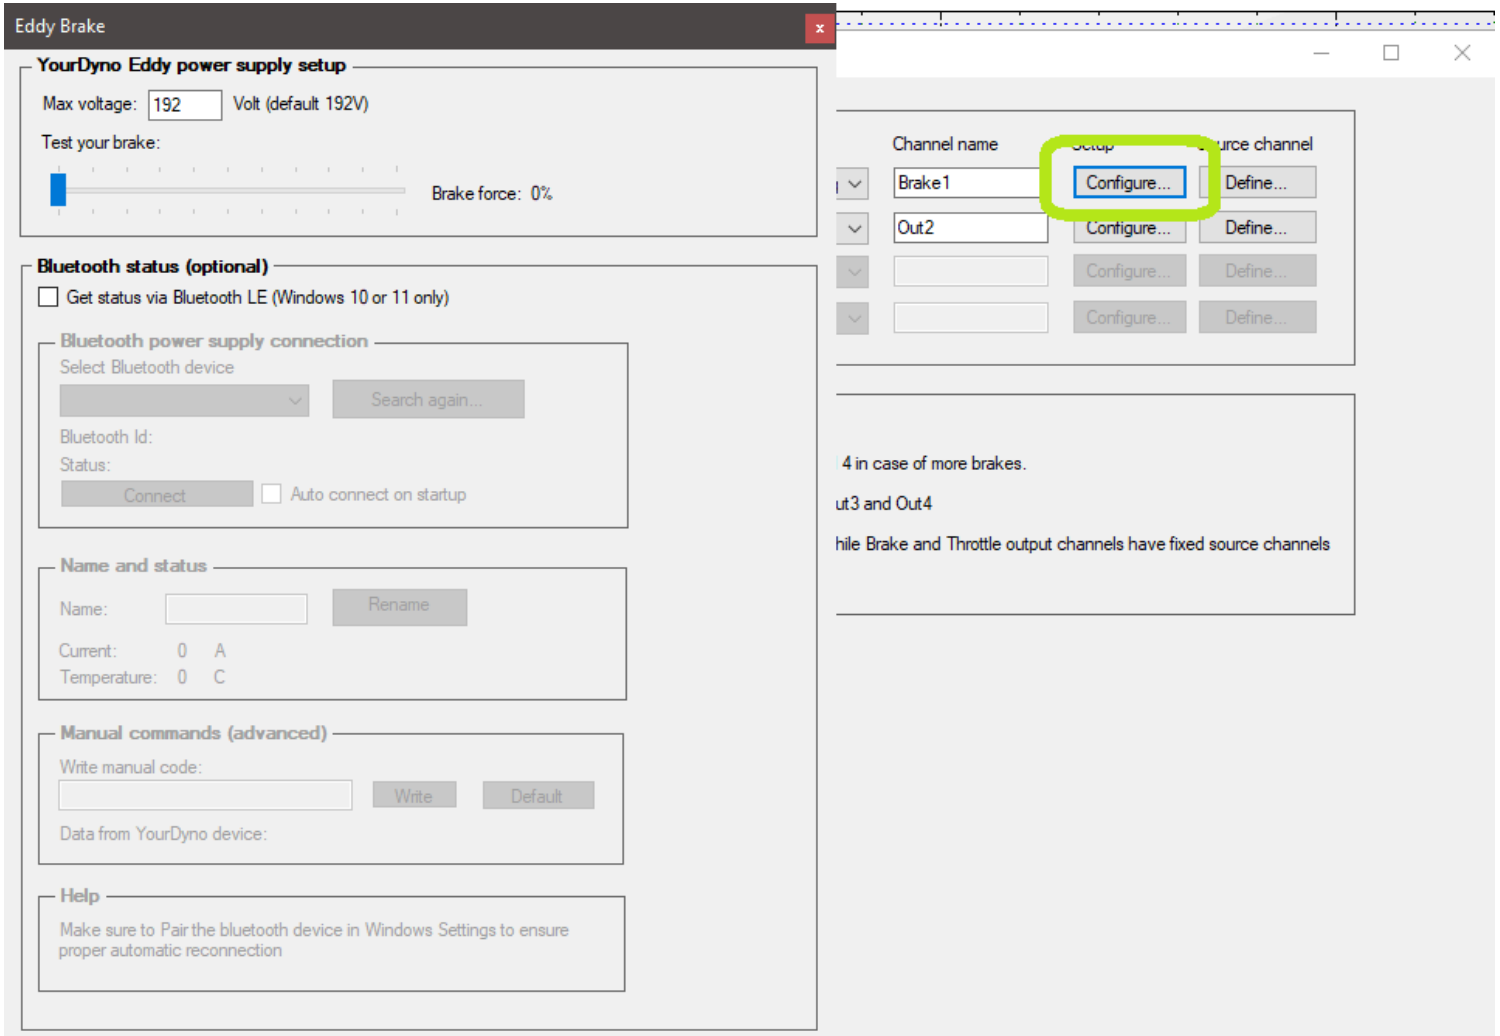 Eddy Brake
x
YourDyno Eddy power supply setup
Max voltage: 192 Volt (default 192V)
Test your brake:
Brake force: 0%
Bluetooth status (optional)
Get status via Bluetooth LE (Windows 10 or 11 only)
Bluetooth power supply connection
Select Bluetooth device
Search again...
Bluetooth Id:
Status:
Connect Auto connect on startup
Name and status
Name: Rename
Current: 0 A
Temperature: 0 C
Manual commands (advanced)
Write manual code:
Write Default
Data from YourDyno device:
Help
Make sure to Pair the bluetooth device in Windows Settings to ensure
proper automatic reconnection
Channel name Setup channel
Brake1 Configure... Define...
Out2 Configure... Define...
Configure... Define...
Configure... Define...
4 in case of more brakes.
ut3 and Out4
hile Brake and Throttle output channels have fixed source channels